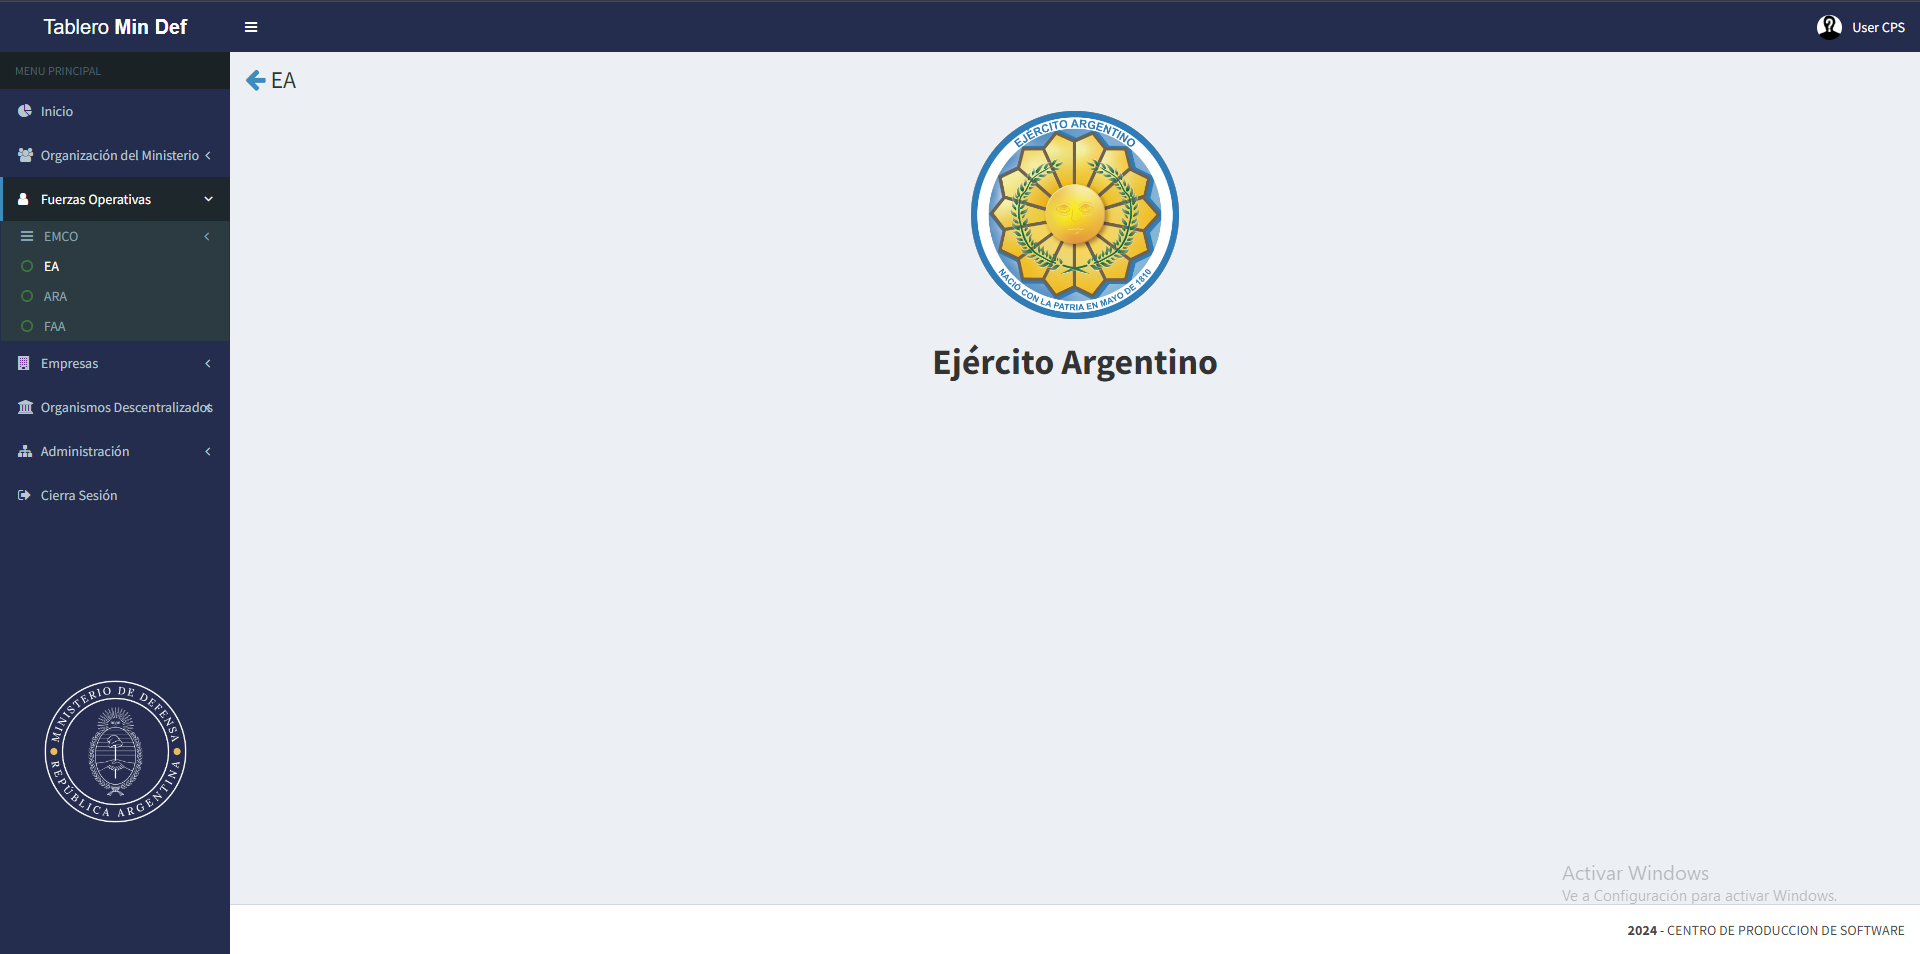 Tablero Min Def
User CPS
MENU PRINCIPAL
Inicio
Organización del Ministerio
Fuerzas Operativas
EMCO
EA
ARA
FAA
Empresas
Organismos Descentralizados
Administración
Cierra Sesión
MINISTERIO DE DEFENSA
REPÚBLICA ARGENTINA
EA
EJÉRCITO ARGENTINO
NACIÓ CON LA PATRIA EN MAYO DE 1810
Ejército Argentino
Activar Windows
Ve a Configuración para activar Windows.
2024 - CENTRO DE PRODUCCION DE SOFTWARE